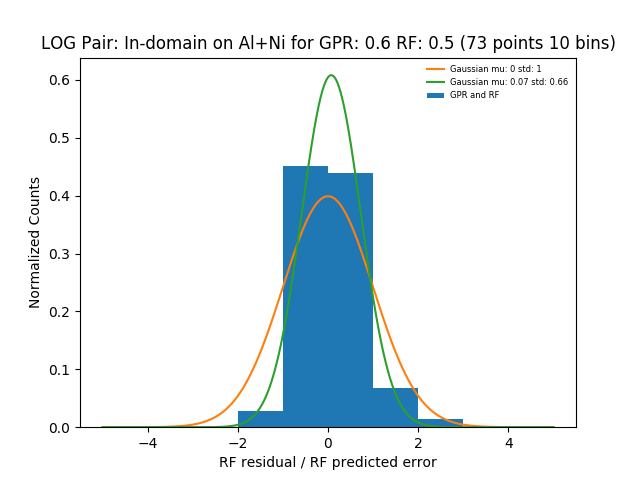 LOG Pair: In-domain on Al+Ni for GPR: 0.6 RF: 0.5 (73 points 10 bins)
Gaussian mu: 0 std: 1
Gaussian mu: 0.07 std: 0.66
GPR and RF
Normalized Counts
0.6
0.5
0.4
0.3
0.2
0.1
0.0
−4 −2 0 2 4
RF residual / RF predicted error